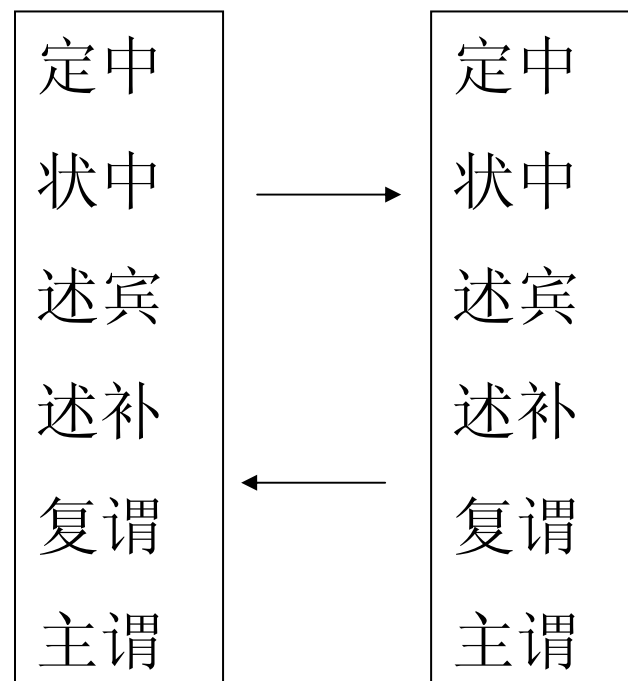 定中 定中
状中 状中
述宾 述宾
述补 述补
复谓 复谓
主谓 主谓